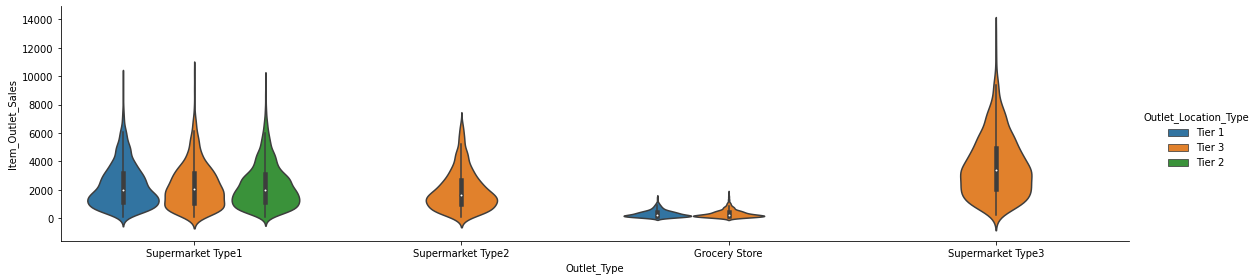 14000
12000
10000
8000
6000
4000
2000
0
Item_Outlet_Sales
Supermarket Type1
Supermarket Type2
Grocery Store
Supermarket Type3
Outlet_Type
Outlet_Location_Type
Tier 1
Tier 3
Tier 2